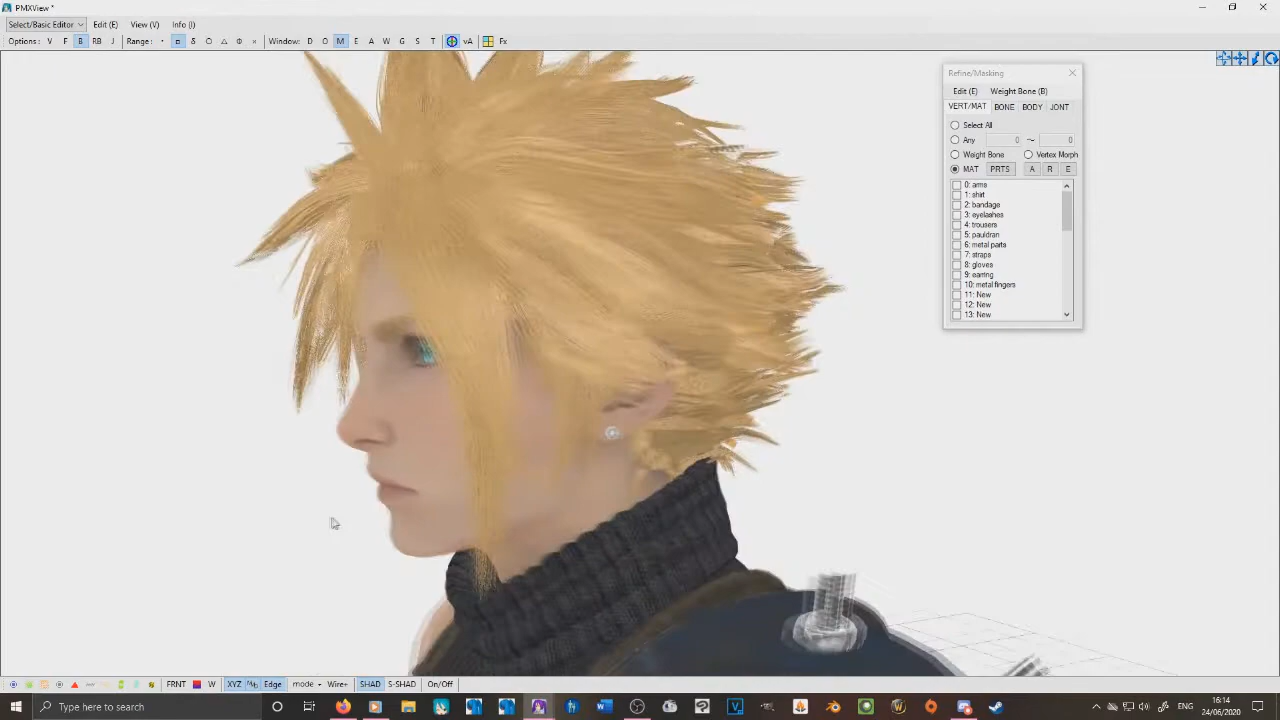 PMXView *
Select/Basic Editor Edit (E) View (V) Info (I)
Options: V F B RB J Range: Window: D O M E A W G S T vA Fx
Refine/Masking
Edit (E) Weight Bone (B)
VERT/MAT BONE BODY JONT
Select All
Any 0 ~ 0
Weight Bone Vertex Morph
MAT PRTS A R E
0: arms
1: shirt
2: bandage
3: eyelashes
4: trousers
5: pauldran
6: metal parts
7: straps
8: gloves
9: earring
10: metal fingers
11: New
12: New
13: New
FRNT W XYZ Edge mode Wire+ SHAD S-SHAD On/Off
Type here to search
ENG
16:14
24/06/2020